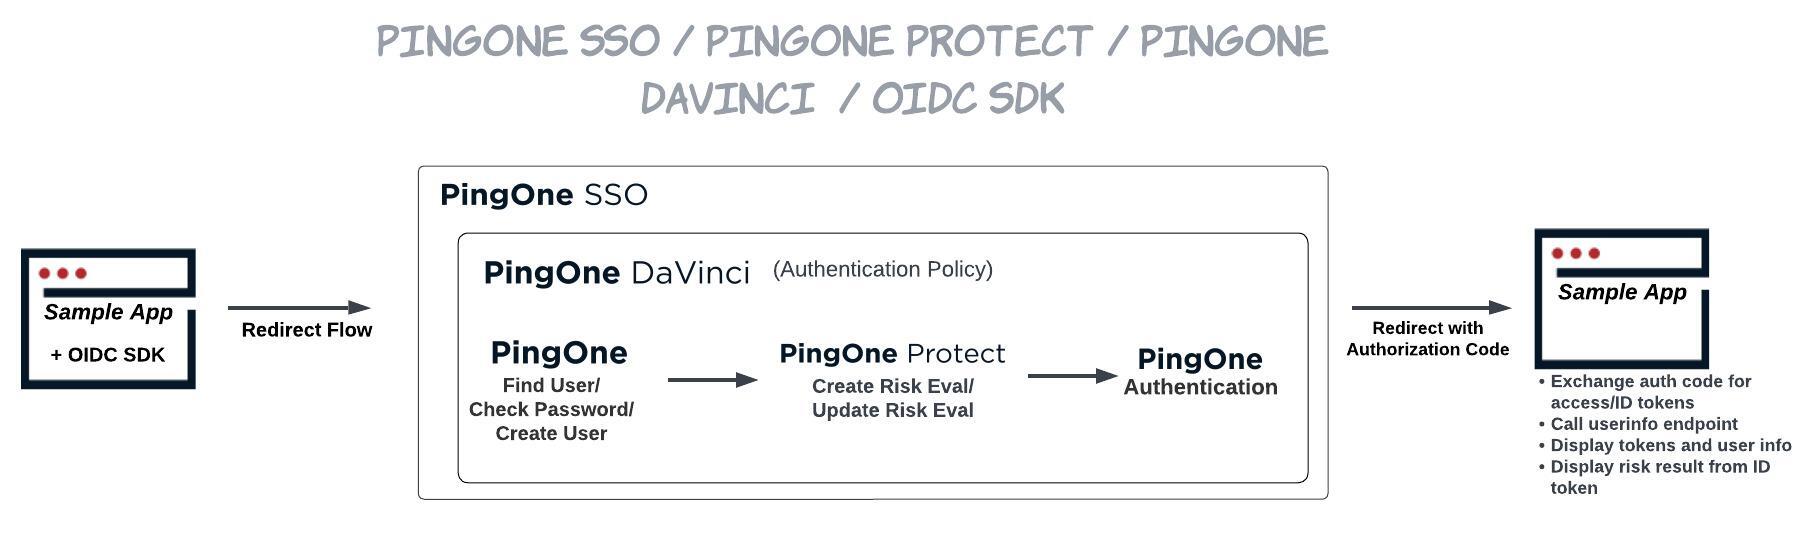 PINGONE SSO / PINGONE PROTECT / PINGONE
DAVINCI / OIDC SDK
Sample App
+ OIDC SDK
Redirect Flow
PingOne SSO
PingOne DaVinci (Authentication Policy)
PingOne
Find User/
Check Password/
Create User
PingOne Protect
Create Risk Eval/
Update Risk Eval
PingOne
Authentication
Redirect with
Authorization Code
Sample App
• Exchange auth code for
access/ID tokens
• Call userinfo endpoint
• Display tokens and user info
• Display risk result from ID
token